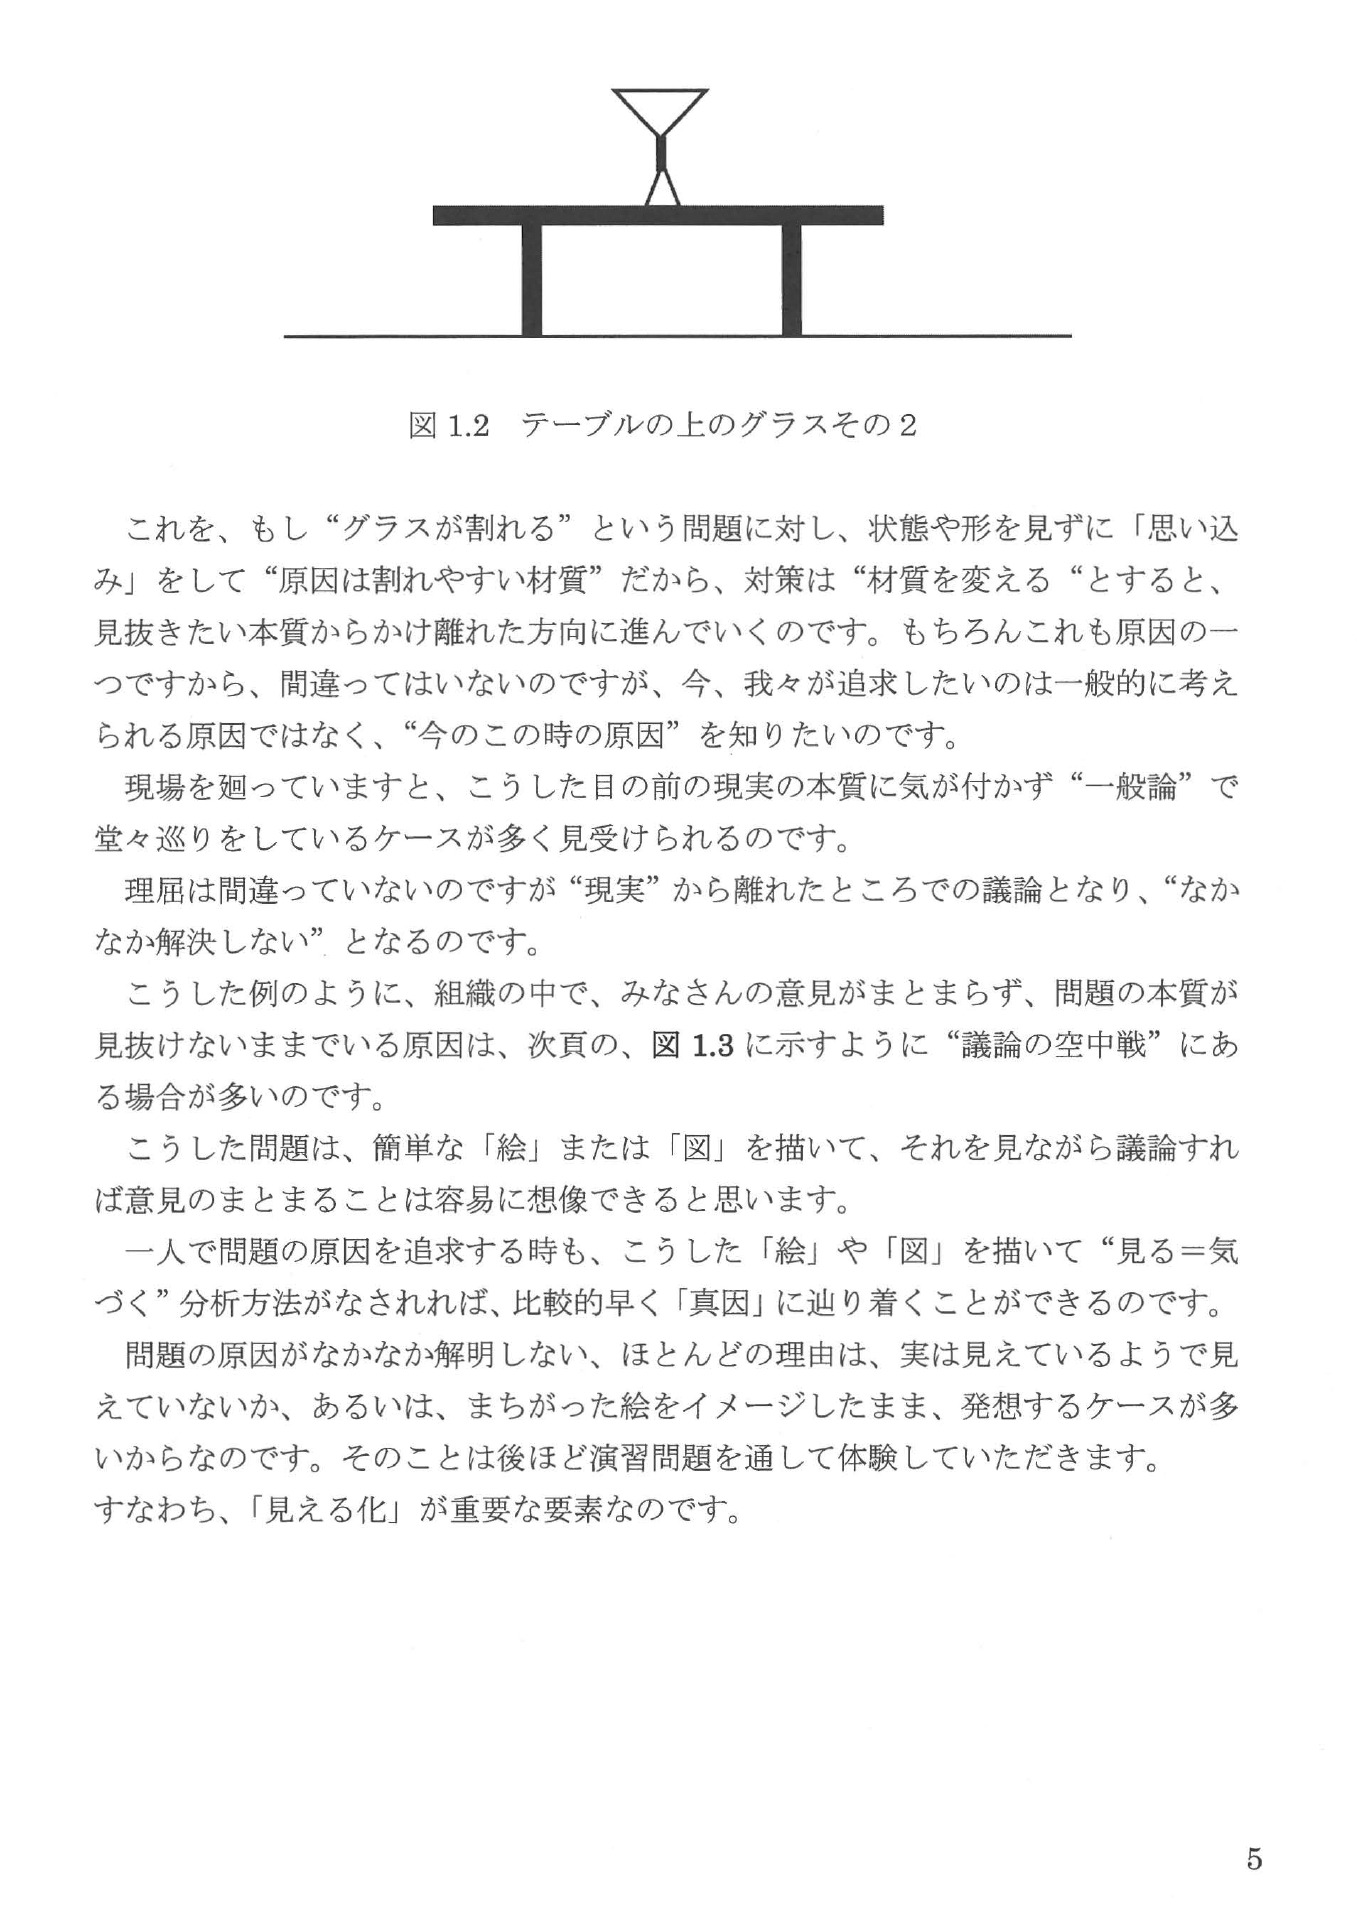 図 1.2　テーブルの上のグラスその２
これを、もし“グラスが割れる”という問題に対し、状態や形を見ずに「思い込
み」をして“原因は割れやすい材質”だから、対策は“材質を変える“とすると、
見抜きたい本質からかけ離れた方向に進んでいくのです。もちろんこれも原因の一
つですから、間違ってはいないのですが、今、我々が追求したいのは一般的に考え
られる原因ではなく、“今のこの時の原因”を知りたいのです。
現場を廻っていますと、こうした目の前の現実の本質に気が付かず“一般論”で
堂々巡りをしているケースが多く見受けられるのです。
理屈は間違っていないのですが“現実”から離れたところでの議論となり、“なか
なか解決しない”となるのです。
こうした例のように、組織の中で、みなさんの意見がまとまらず、問題の本質が
見抜けないままでいる原因は、次頁の、図 1.3 に示すように“議論の空中戦”にあ
る場合が多いのです。
こうした問題は、簡単な「絵」または「図」を描いて、それを見ながら議論すれ
ば意見のまとまることは容易に想像できると思います。
一人で問題の原因を追求する時も、こうした「絵」や「図」を描いて“見る＝気
づく”分析方法がなされれば、比較的早く「真因」に辿り着くことができるのです。
問題の原因がなかなか解明しない、ほとんどの理由は、実は見えているようで見
えていないか、あるいは、まちがった絵をイメージしたまま、発想するケースが多
いからなのです。そのことは後ほど演習問題を通して体験していただきます。
すなわち、「見える化」が重要な要素なのです。
5